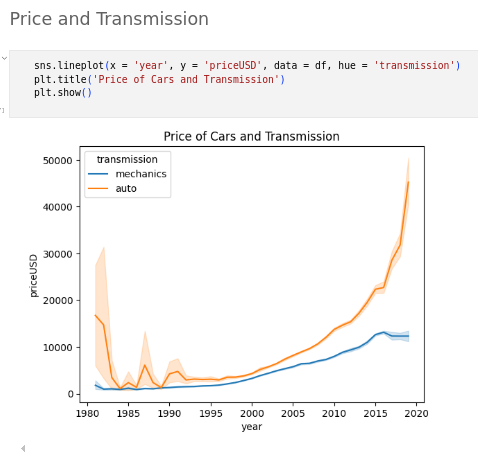 Price and Transmission
sns.lineplot(x = 'year', y = 'priceUSD', data = df, hue = 'transmission')
plt.title('Price of Cars and Transmission')
plt.show()
Price of Cars and Transmission
transmission
mechanics
auto
50000
40000
30000
20000
10000
0
priceUSD
1980 1985 1990 1995 2000 2005 2010 2015 2020
year